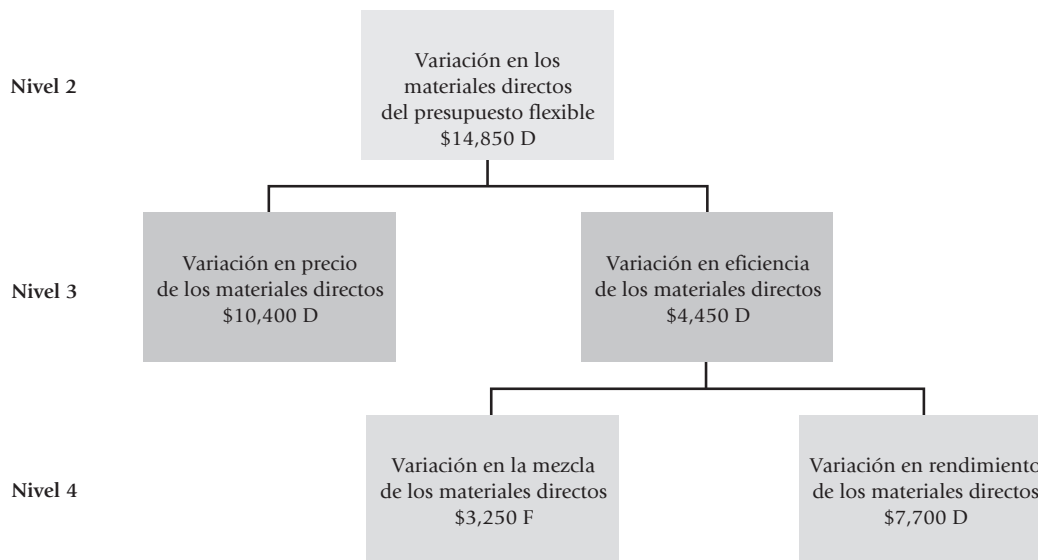 Nivel 2
Variación en los
materiales directos
del presupuesto flexible
$14,850 D
Nivel 3
Variación en precio
de los materiales directos
$10,400 D
Variación en eficiencia
de los materiales directos
$4,450 D
Nivel 4
Variación en la mezcla
de los materiales directos
$3,250 F
Variación en rendimiento
de los materiales directos
$7,700 D